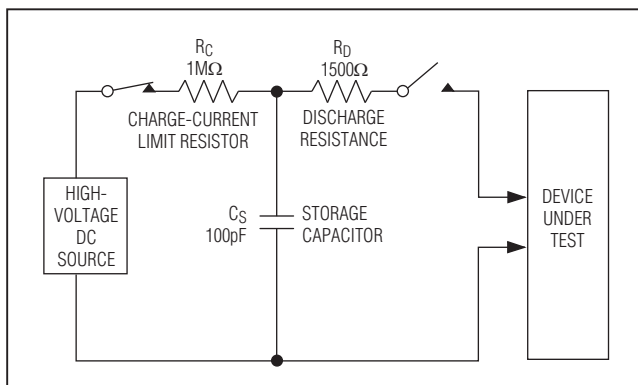 R_C
1MΩ
CHARGE-CURRENT
LIMIT RESISTOR
R_D
1500Ω
DISCHARGE
RESISTANCE
HIGH-
VOLTAGE
DC
SOURCE
C_S
100pF
STORAGE
CAPACITOR
DEVICE
UNDER
TEST